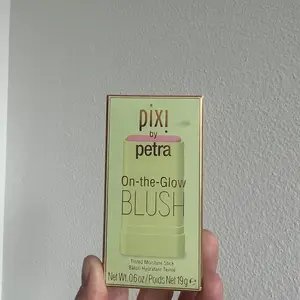 pixi
by
petra
On-the-Glow
BLUSH
Tinted Moisture Stick
Bâton Hydratant Teinté
Net Wt. 0.6 oz / Poids Net 19 g e